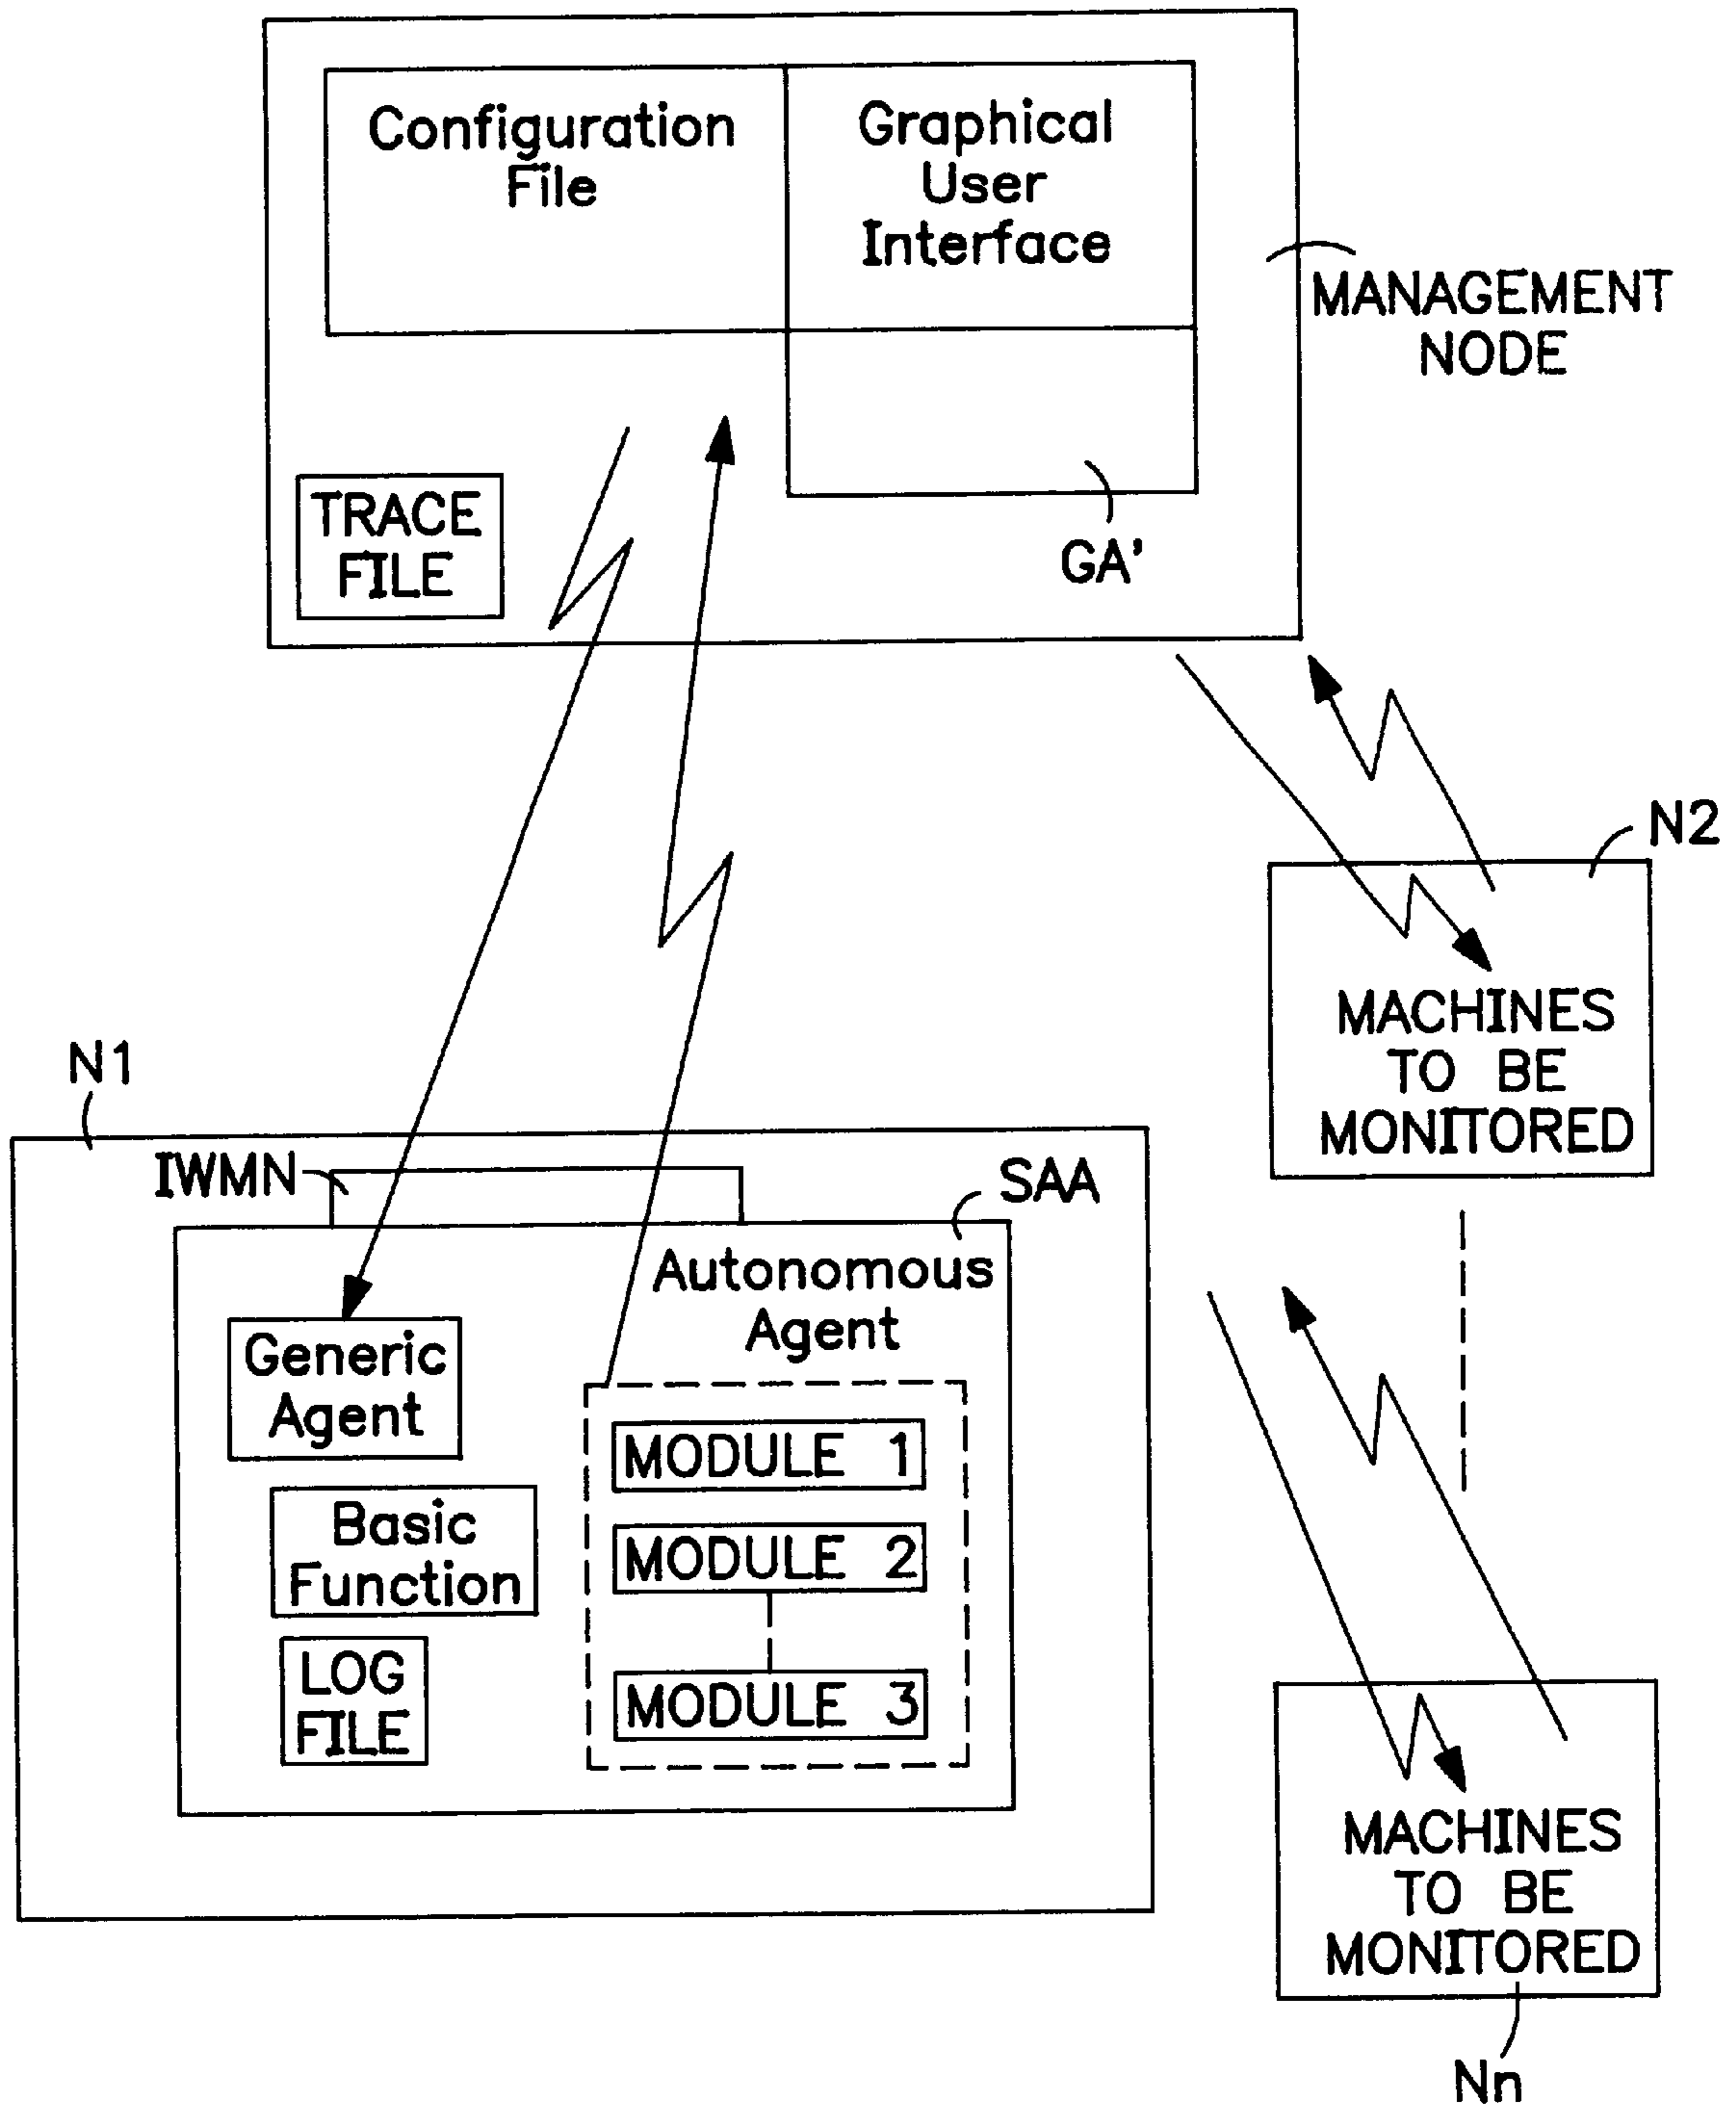 Configuration
File
Graphical
User
Interface
MANAGEMENT
NODE
TRACE
FILE
GA'
N2
MACHINES
TO BE
MONITORED
N1
IWMN
SAA
Autonomous
Agent
Generic
Agent
MODULE 1
Basic
Function
MODULE 2
LOG
FILE
MODULE 3
MACHINES
TO BE
MONITORED
Nn